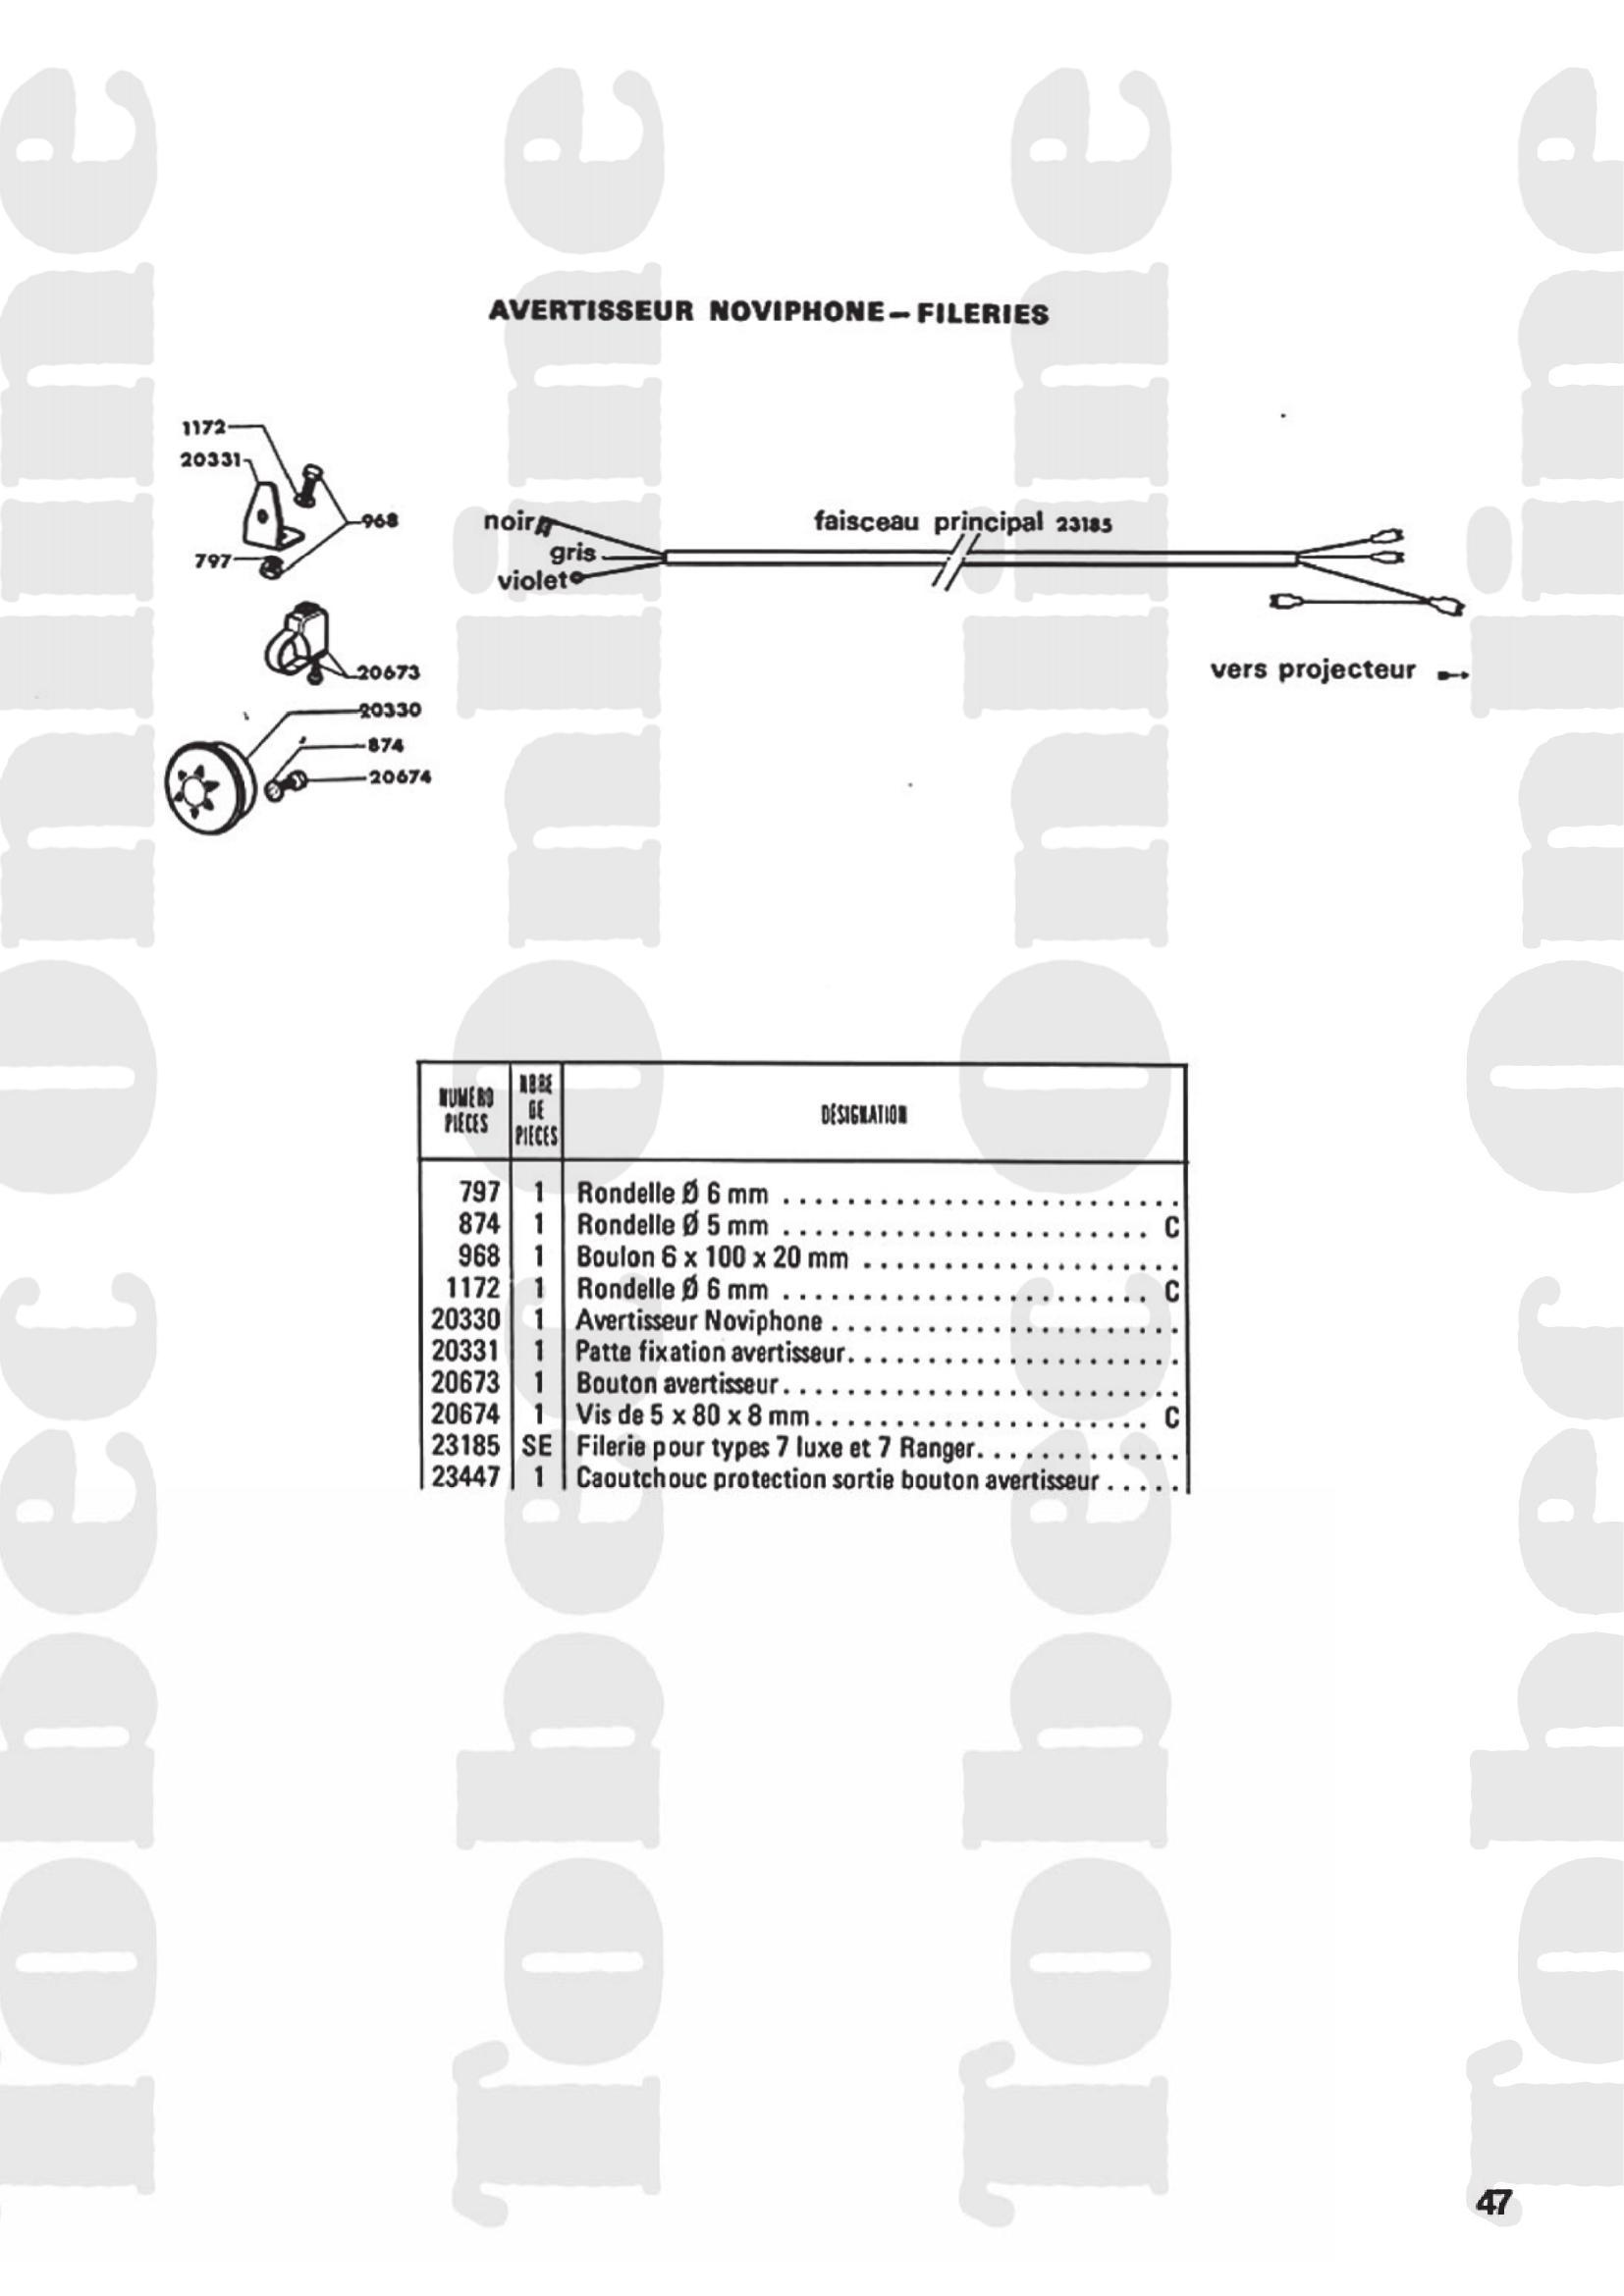 AVERTISSEUR NOVIPHONE – FILERIES
1172
20331
968
797
20673
20330
874
20674
noir
gris
violet
faisceau principal 23185
vers projecteur
NUMÉRO PIÈCES | NBRE DE PIÈCES | DÉSIGNATION
797 1 Rondelle Ø 6 mm ........................
874 1 Rondelle Ø 5 mm ....................... C
968 1 Boulon 6 x 100 x 20 mm ....................
1172 1 Rondelle Ø 6 mm ....................... C
20330 1 Avertisseur Noviphone ......................
20331 1 Patte fixation avertisseur.....................
20673 1 Bouton avertisseur.........................
20674 1 Vis de 5 x 80 x 8 mm..................... C
23185 SE Filerie pour types 7 luxe et 7 Ranger.............
23447 1 Caoutchouc protection sortie bouton avertisseur .....
47
robecronline
robecronline
robecronline
robecronline